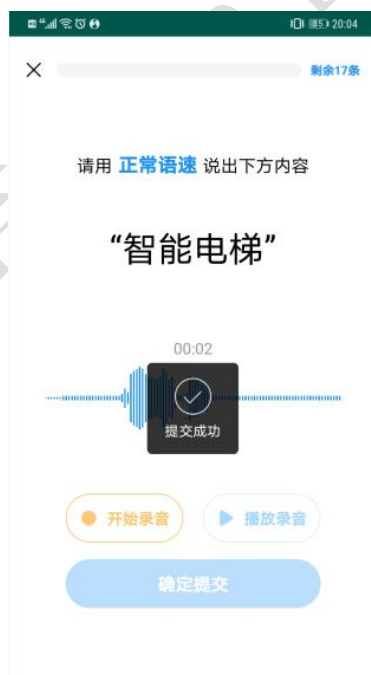 85 20:04
剩余17条
请用 正常语速 说出下方内容
“智能电梯”
00:02
提交成功
开始录音 播放录音
确定提交